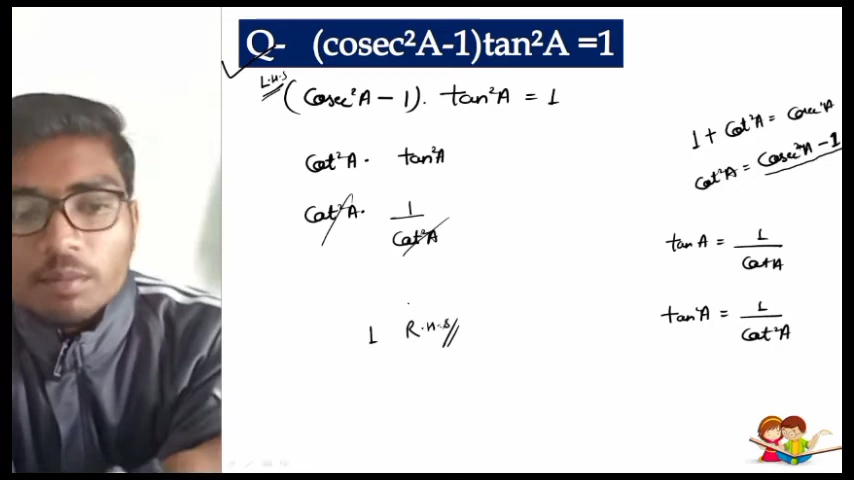 Q- (cosec²A-1)tan²A =1
L.H.S (Cosec²A - 1). tan²A = 1
Cot²A . tan²A
Cot²A . 1/Cot²A
1 R.H.S
1 + Cot²A = Cosec²A
Cot²A = Cosec²A - 1
tan A = 1/Cot A
tan²A = 1/Cot²A